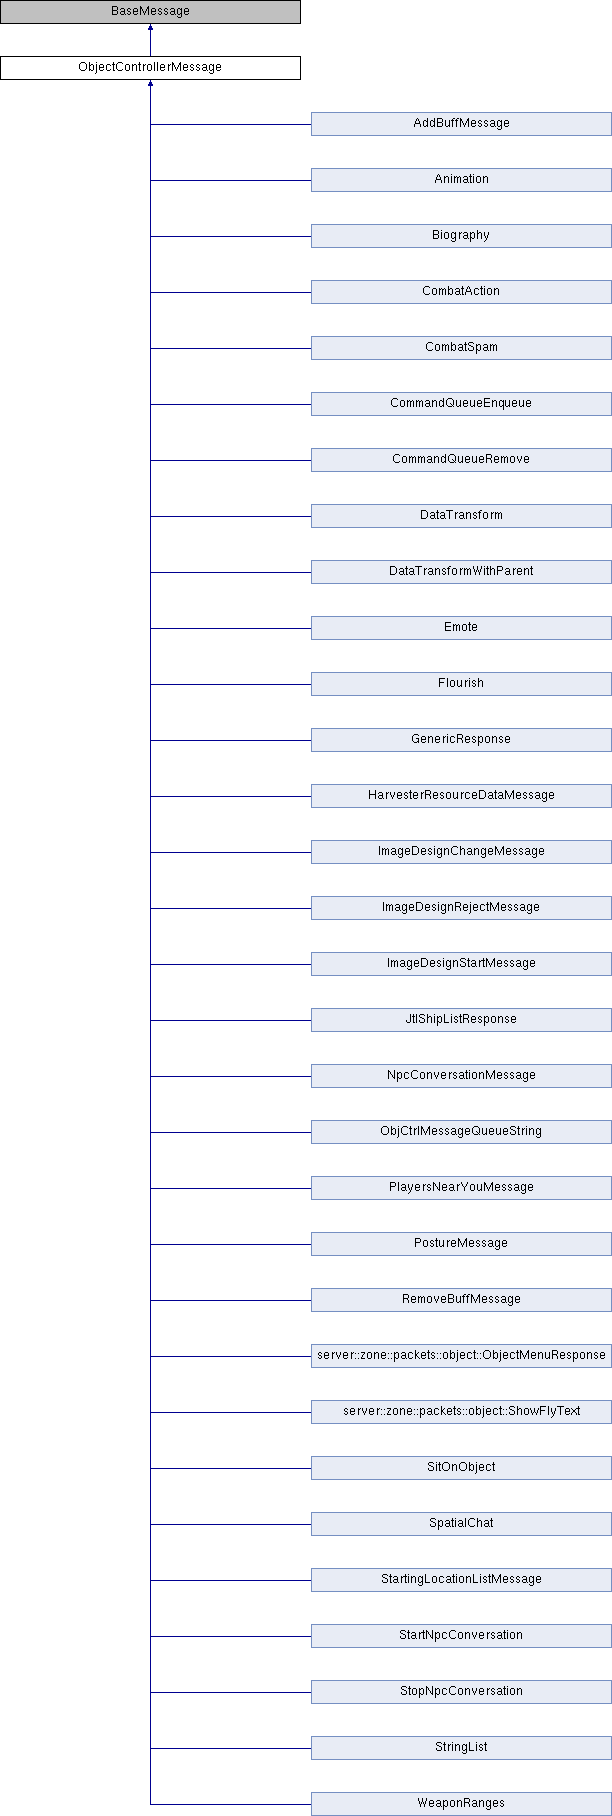 BaseMessage
ObjectControllerMessage
AddBuffMessage
Animation
Biography
CombatAction
CombatSpam
CommandQueueEnqueue
CommandQueueRemove
DataTransform
DataTransformWithParent
Emote
Flourish
GenericResponse
HarvesterResourceDataMessage
ImageDesignChangeMessage
ImageDesignRejectMessage
ImageDesignStartMessage
JtlShipListResponse
NpcConversationMessage
ObjCtrlMessageQueueString
PlayersNearYouMessage
PostureMessage
RemoveBuffMessage
server::zone::packets::object::ObjectMenuResponse
server::zone::packets::object::ShowFlyText
SitOnObject
SpatialChat
StartingLocationListMessage
StartNpcConversation
StopNpcConversation
StringList
WeaponRanges